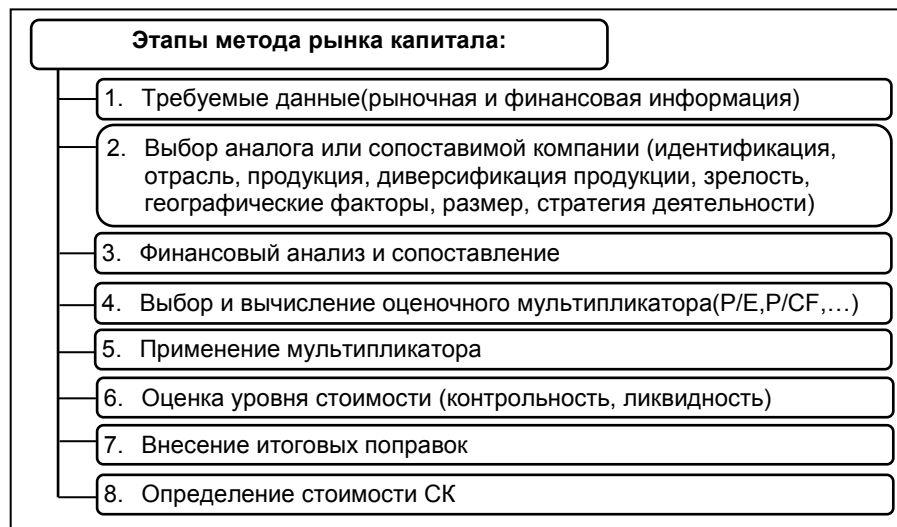 Этапы метода рынка капитала:
1. Требуемые данные(рыночная и финансовая информация)
2. Выбор аналога или сопоставимой компании (идентификация,
отрасль, продукция, диверсификация продукции, зрелость,
географические факторы, размер, стратегия деятельности)
3. Финансовый анализ и сопоставление
4. Выбор и вычисление оценочного мультипликатора(P/E,P/CF,…)
5. Применение мультипликатора
6. Оценка уровня стоимости (контрольность, ликвидность)
7. Внесение итоговых поправок
8. Определение стоимости СК